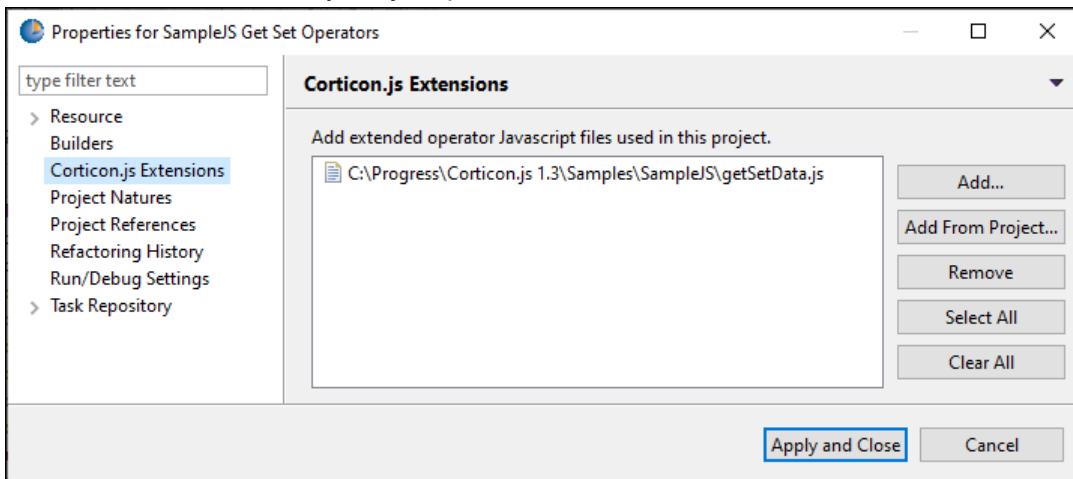 Properties for SampleJS Get Set Operators
type filter text
Resource
Builders
Corticon.js Extensions
Project Natures
Project References
Refactoring History
Run/Debug Settings
Task Repository
Corticon.js Extensions
Add extended operator Javascript files used in this project.
C:\Progress\Corticon.js 1.3\Samples\SampleJS\getSetData.js
Add...
Add From Project...
Remove
Select All
Clear All
Apply and Close
Cancel